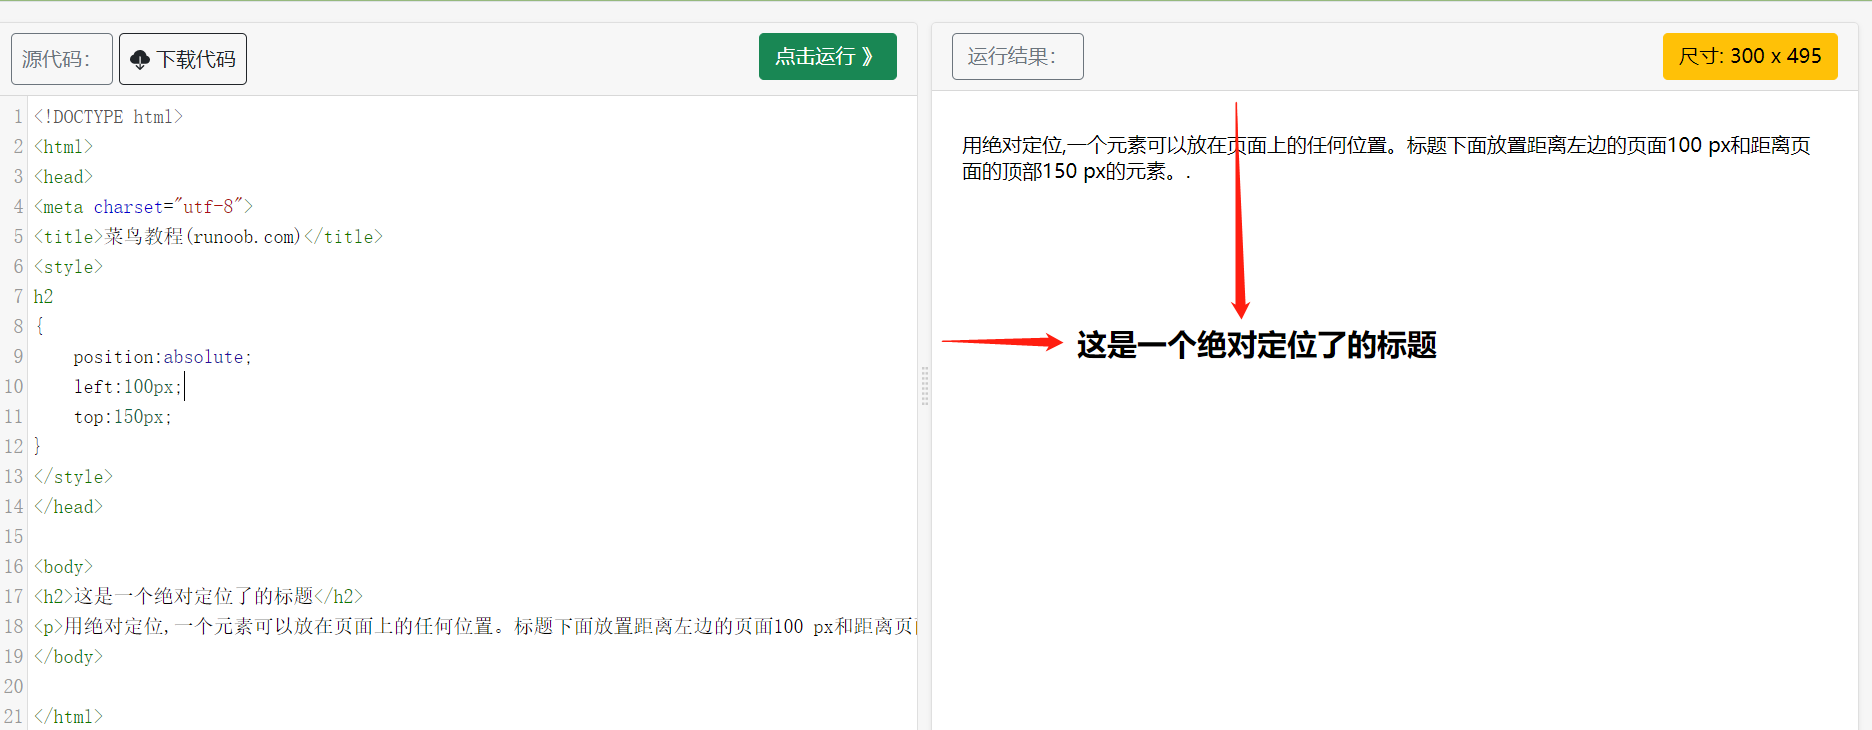 源代码：
下载代码
点击运行 》
1 <!DOCTYPE html>
2 <html>
3 <head>
4 <meta charset="utf-8">
5 <title>菜鸟教程(runoob.com)</title>
6 <style>
7 h2
8 {
9     position:absolute;
10     left:100px;
11     top:150px;
12 }
13 </style>
14 </head>
15
16 <body>
17 <h2>这是一个绝对定位了的标题</h2>
18 <p>用绝对定位,一个元素可以放在页面上的任何位置。标题下面放置距离左边的页面100 px和距离页
19 </body>
20
21 </html>
运行结果：
尺寸: 300 x 495
用绝对定位,一个元素可以放在页面上的任何位置。标题下面放置距离左边的页面100 px和距离页
面的顶部150 px的元素。.
这是一个绝对定位了的标题